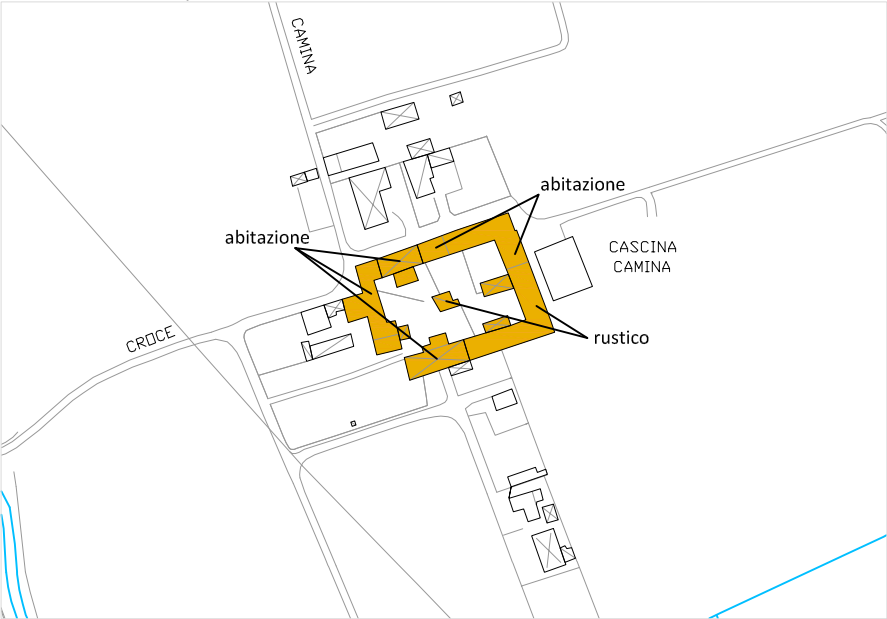 CAMINA
abitazione
abitazione
CASCINA
CAMINA
CROCE
rustico